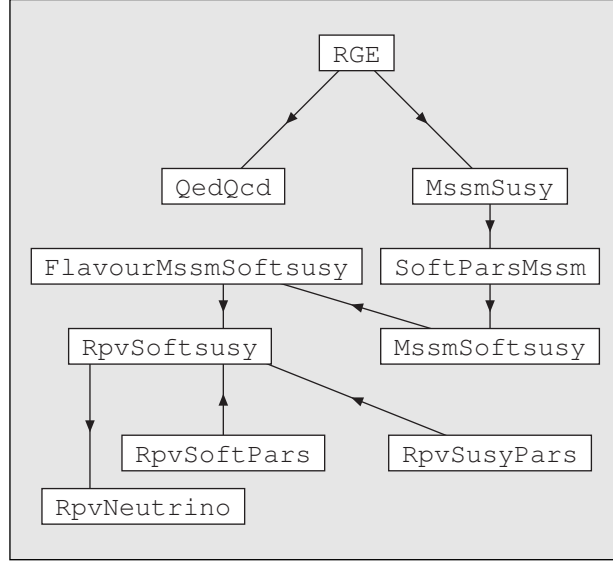 RGE
QedQcd
MssmSusy
FlavourMssmSoftsusy
SoftParsMssm
RpvSoftsusy
MssmSoftsusy
RpvSoftPars
RpvSusyPars
RpvNeutrino